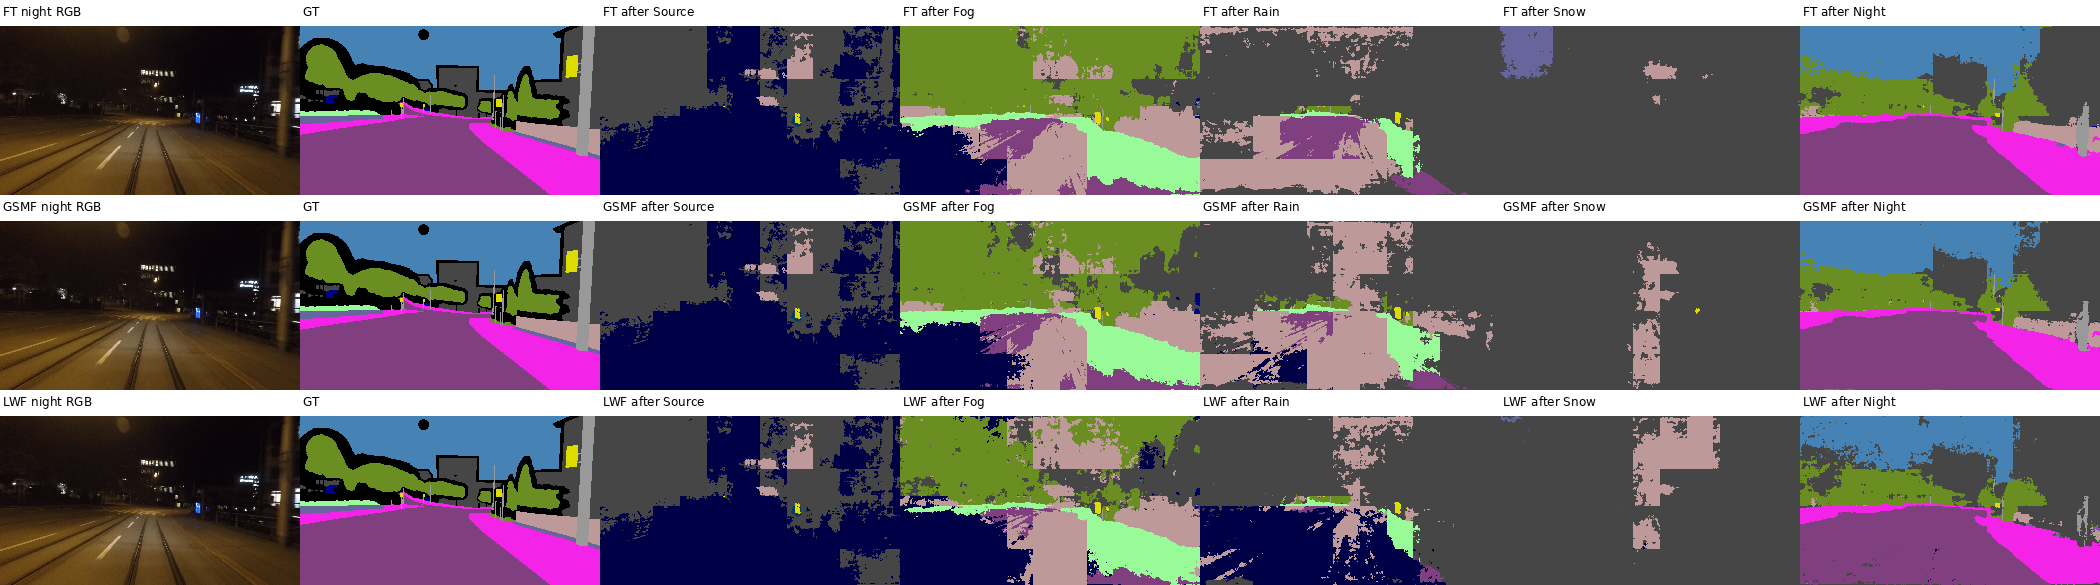 FT night RGB GT FT after Source FT after Fog FT after Rain FT after Snow FT after Night
GSMF night RGB GT GSMF after Source GSMF after Fog GSMF after Rain GSMF after Snow GSMF after Night
LWF night RGB GT LWF after Source LWF after Fog LWF after Rain LWF after Snow LWF after Night